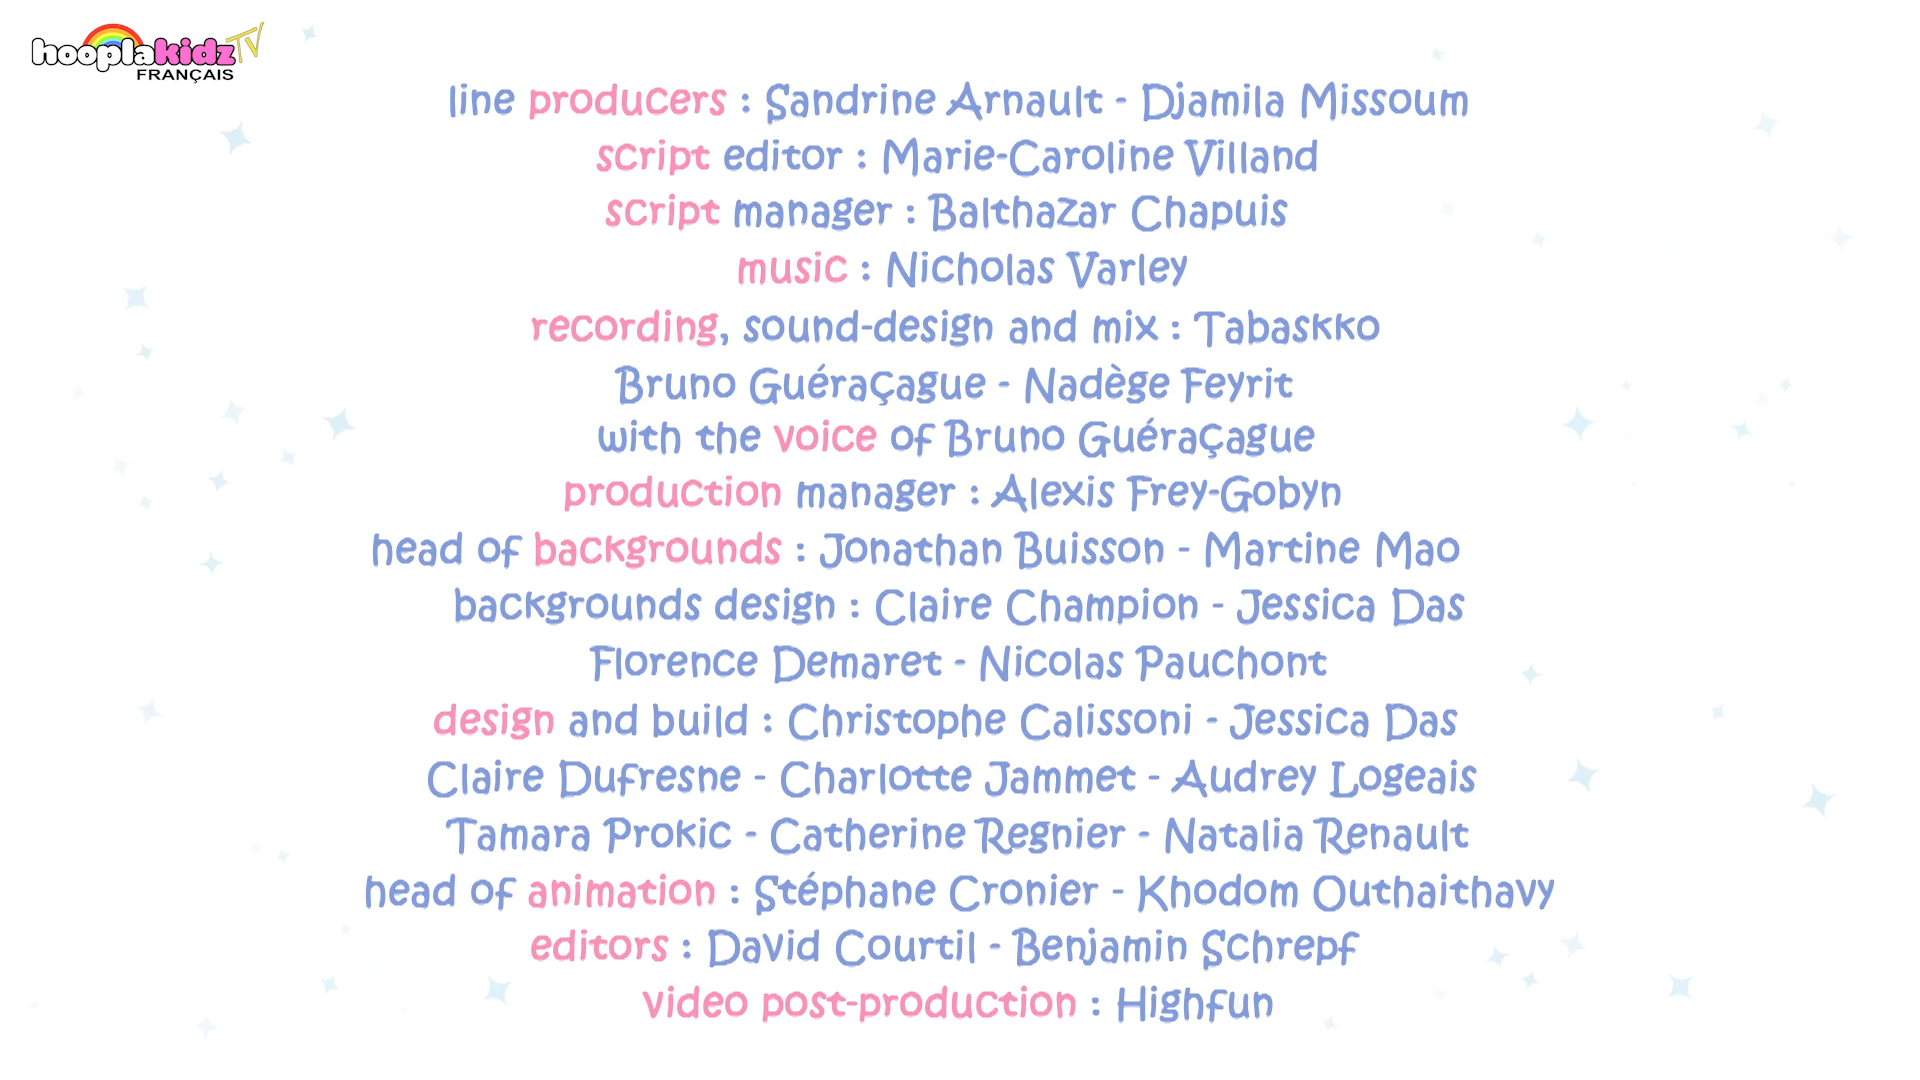 hooplakidz TV
FRANÇAIS
line producers : Sandrine Arnault - Djamila Missoum
script editor : Marie-Caroline Villand
script manager : Balthazar Chapuis
music : Nicholas Varley
recording, sound-design and mix : Tabaskko
Bruno Guéraçague - Nadège Feyrit
with the voice of Bruno Guéraçague
production manager : Alexis Frey-Gobyn
head of backgrounds : Jonathan Buisson - Martine Mao
backgrounds design : Claire Champion - Jessica Das
Florence Demaret - Nicolas Pauchont
design and build : Christophe Calissoni - Jessica Das
Claire Dufresne - Charlotte Jammet - Audrey Logeais
Tamara Prokic - Catherine Regnier - Natalia Renault
head of animation : Stéphane Cronier - Khodom Outhaithavy
editors : David Courtil - Benjamin Schrepf
video post-production : Highfun